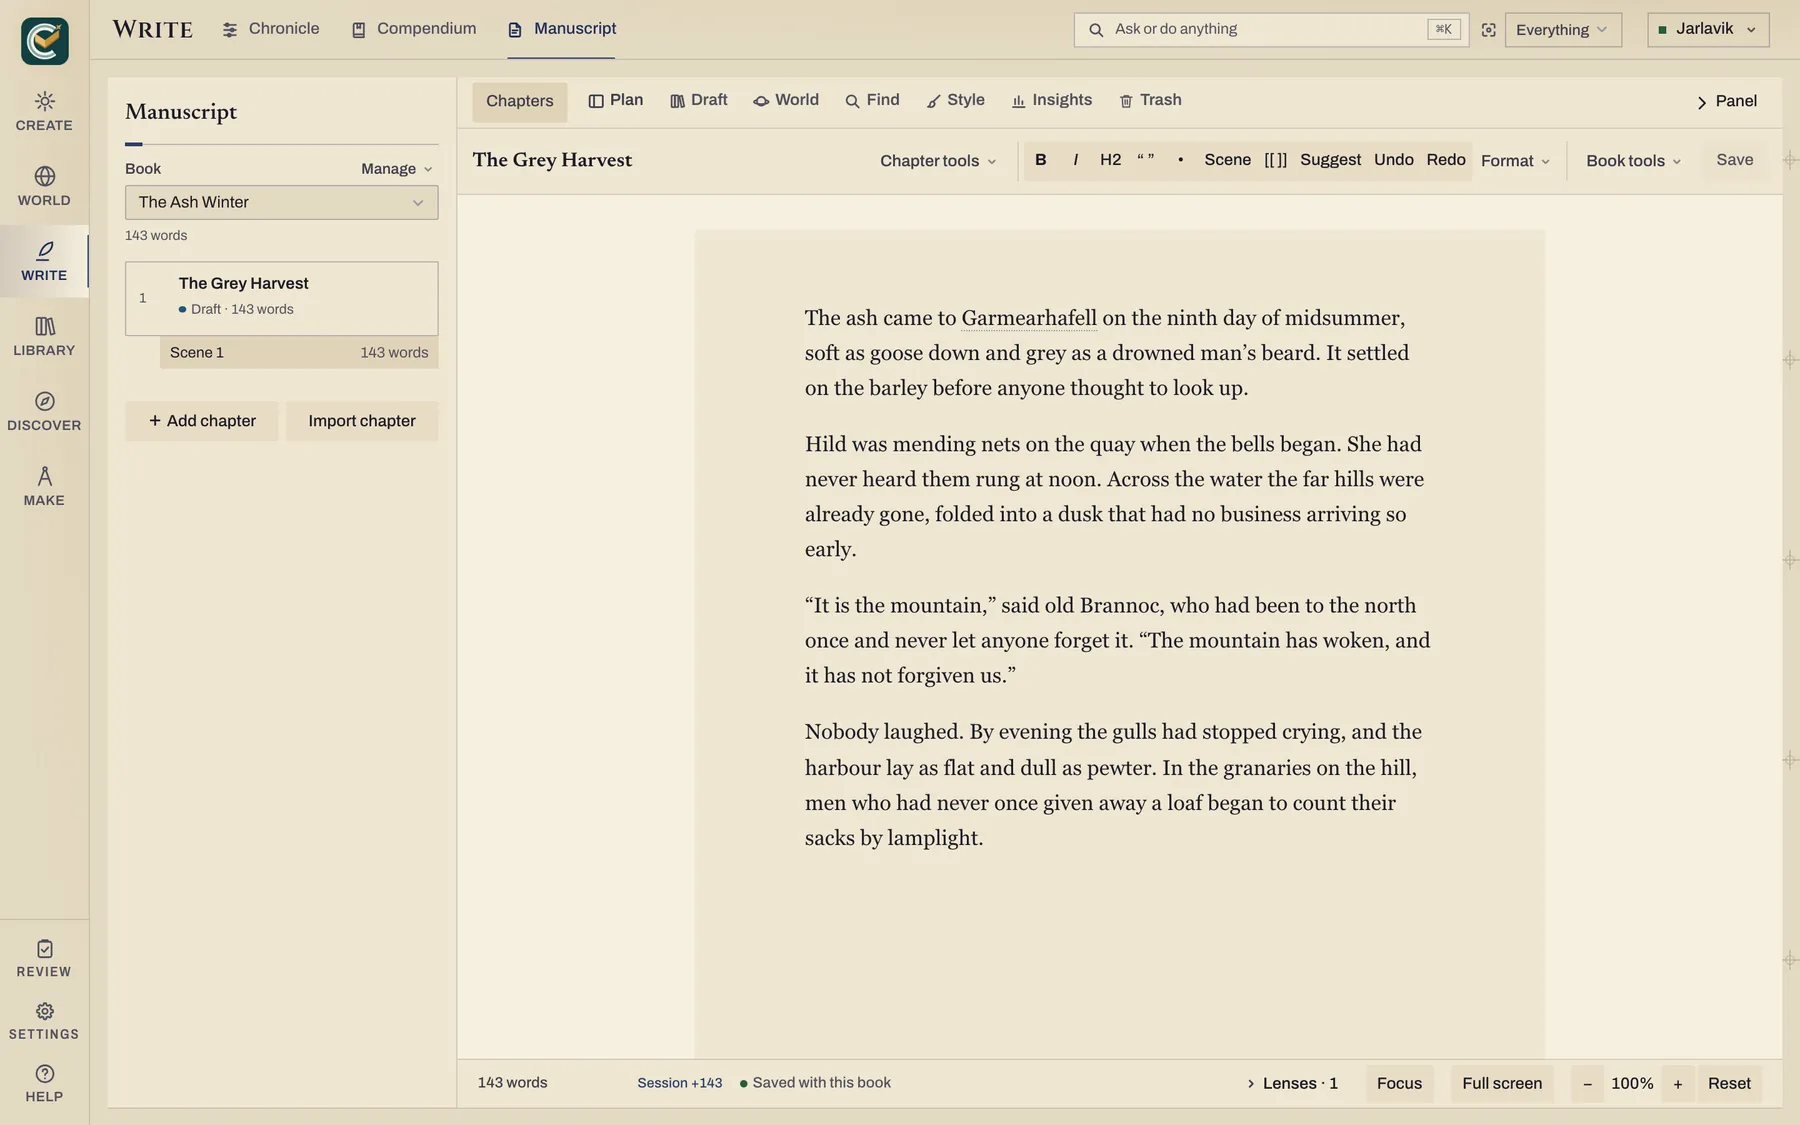 WRITE
Chronicle
Compendium
Manuscript
Ask or do anything
⌘K
Everything
Jarlavik
CREATE
WORLD
WRITE
LIBRARY
DISCOVER
MAKE
REVIEW
SETTINGS
HELP
Manuscript
Book
Manage
The Ash Winter
143 words
1
The Grey Harvest
Draft · 143 words
Scene 1
143 words
+ Add chapter
Import chapter
Chapters
Plan
Draft
World
Find
Style
Insights
Trash
Panel
The Grey Harvest
Chapter tools
B
I
H2
“ ”
•
Scene
[[ ]]
Suggest
Undo
Redo
Format
Book tools
Save
The ash came to Garmearhafell on the ninth day of midsummer,
soft as goose down and grey as a drowned man’s beard. It settled
on the barley before anyone thought to look up.
Hild was mending nets on the quay when the bells began. She had
never heard them rung at noon. Across the water the far hills were
already gone, folded into a dusk that had no business arriving so
early.
“It is the mountain,” said old Brannoc, who had been to the north
once and never let anyone forget it. “The mountain has woken, and
it has not forgiven us.”
Nobody laughed. By evening the gulls had stopped crying, and the
harbour lay as flat and dull as pewter. In the granaries on the hill,
men who had never once given away a loaf began to count their
sacks by lamplight.
143 words
Session +143
Saved with this book
Lenses · 1
Focus
Full screen
−
100%
+
Reset